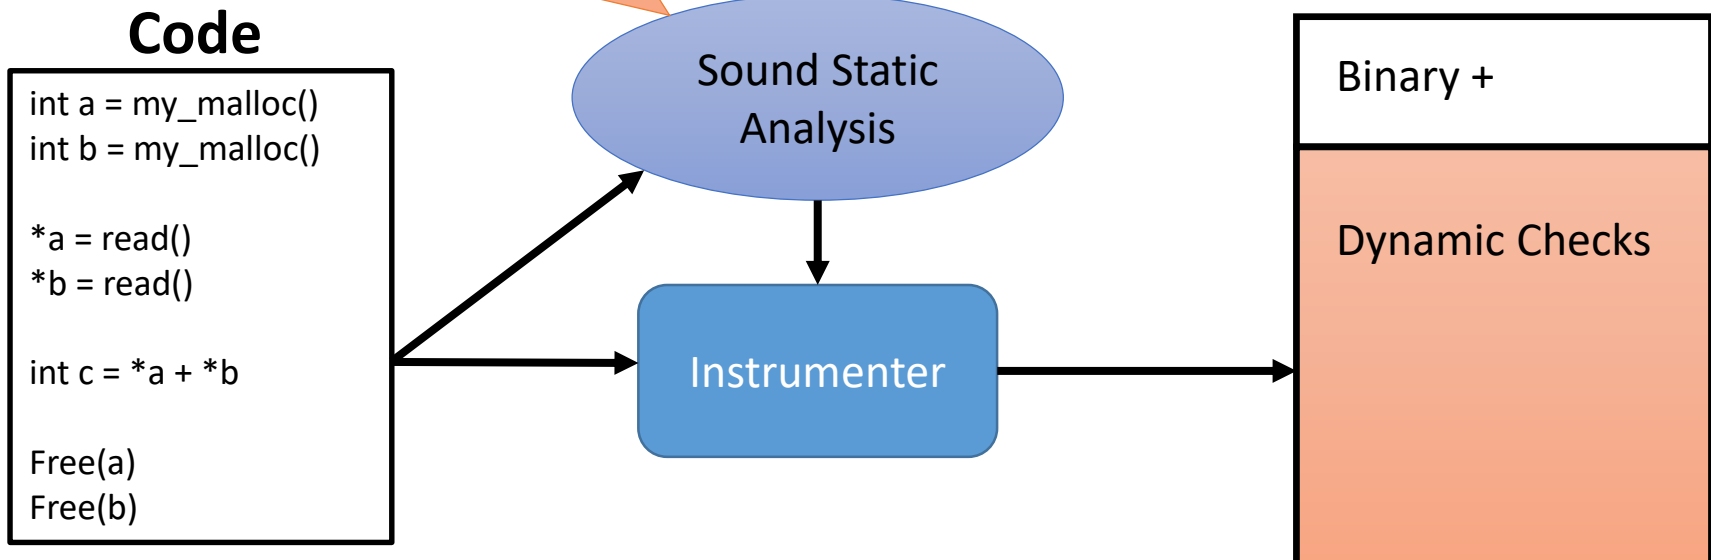 Code
int a = my_malloc()
int b = my_malloc()
*a = read()
*b = read()
int c = *a + *b
Free(a)
Free(b)
Sound Static
Analysis
Instrumenter
Binary +
Dynamic Checks